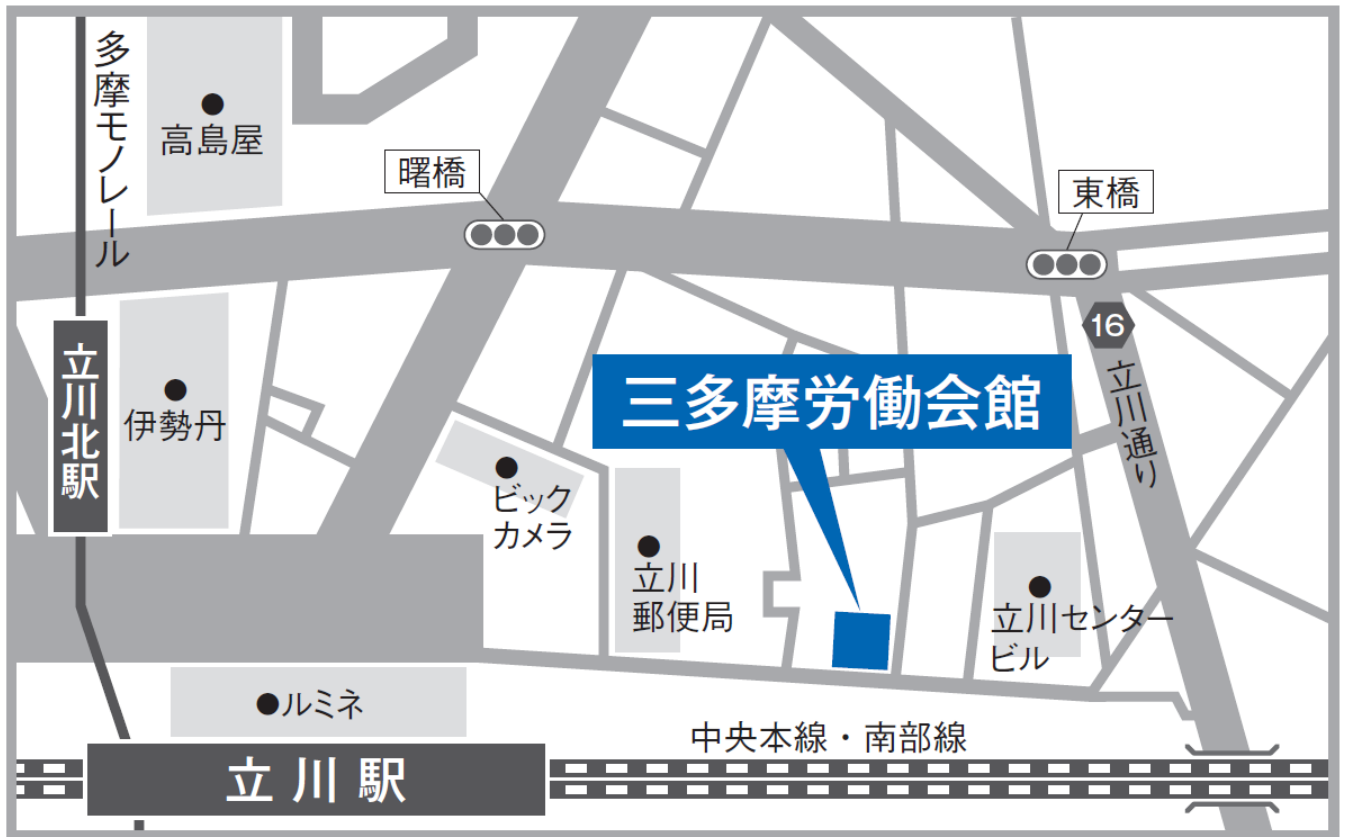 多摩モノレール
高島屋
曙橋
東橋
16
立川通り
立川北駅
伊勢丹
三多摩労働会館
ビック
カメラ
立川
郵便局
立川センター
ビル
ルミネ
中央本線・南部線
立川駅